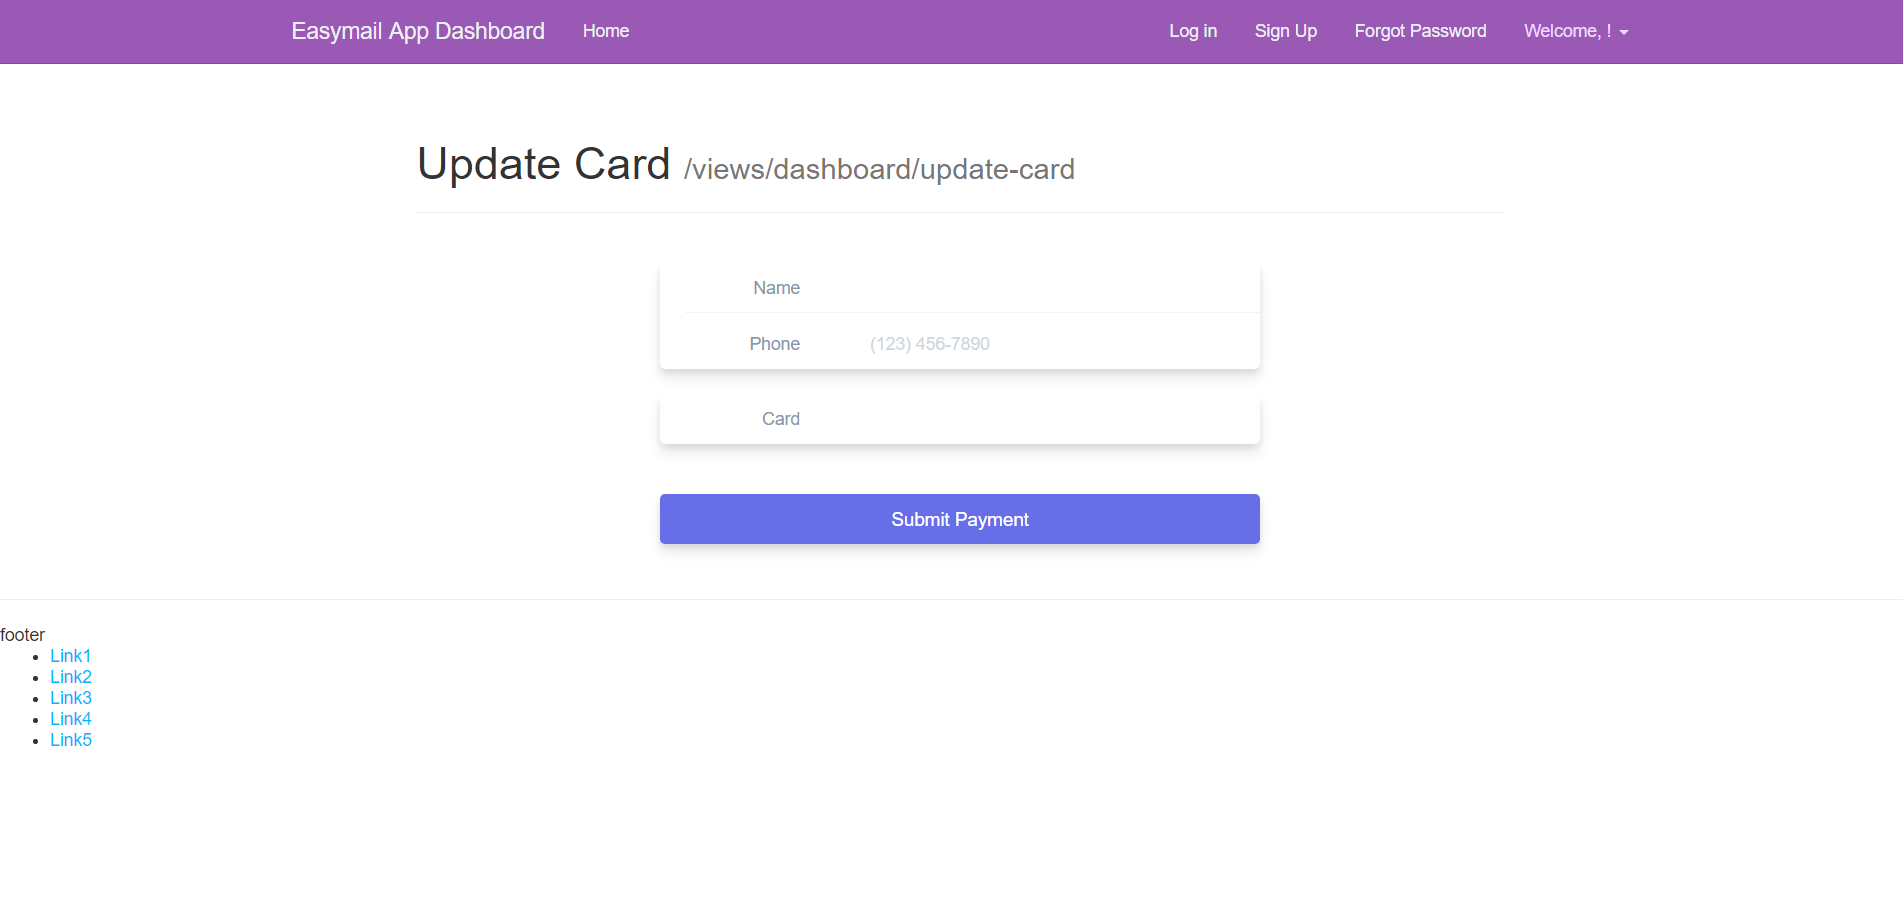 Easymail App Dashboard Home Log in Sign Up Forgot Password Welcome, !
Update Card /views/dashboard/update-card
Name
Phone (123) 456-7890
Card
Submit Payment
footer
Link1
Link2
Link3
Link4
Link5